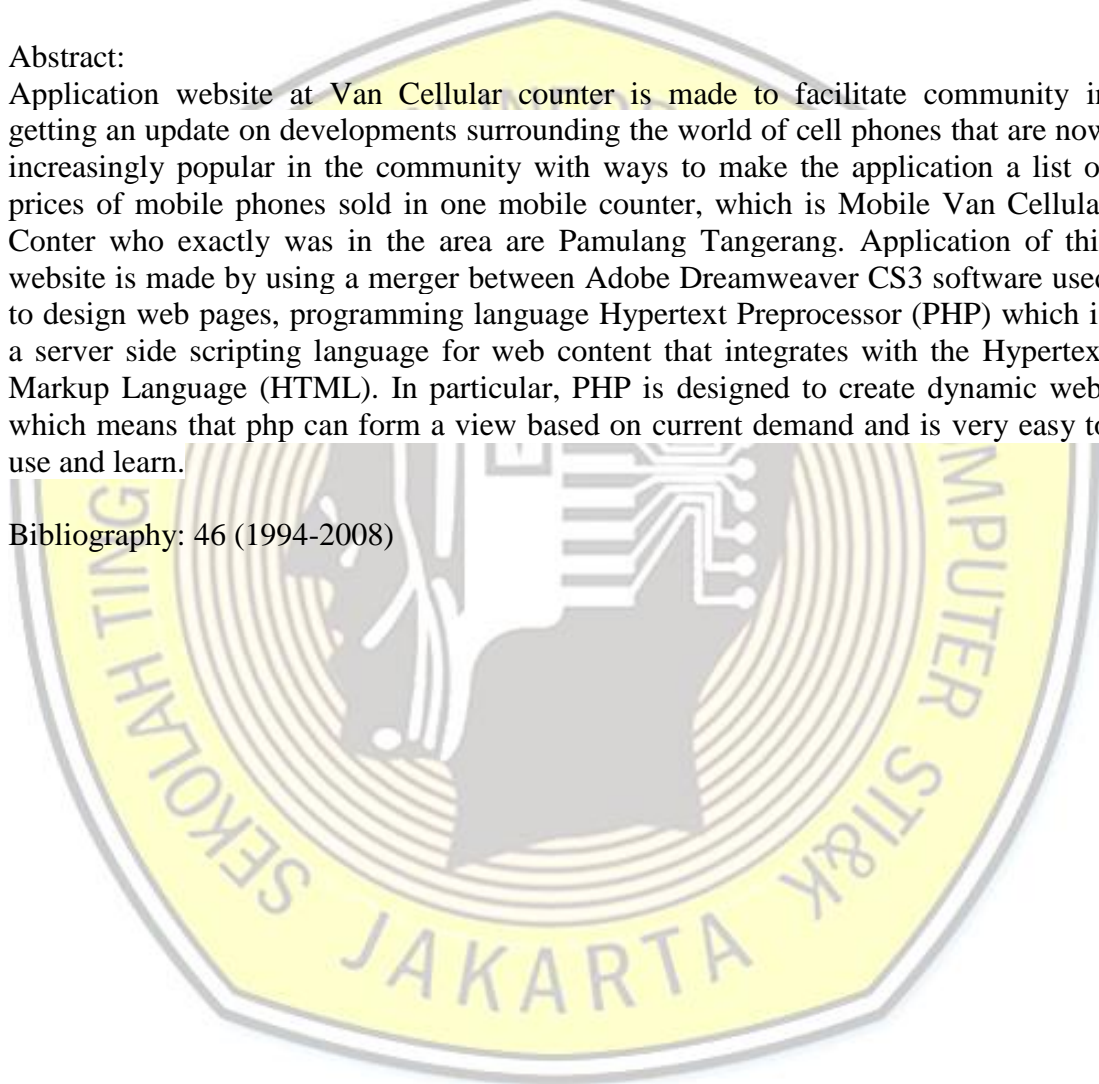 Abstract:
Application website at Van Cellular counter is made to facilitate community in
getting an update on developments surrounding the world of cell phones that are now
increasingly popular in the community with ways to make the application a list o
prices of mobile phones sold in one mobile counter, which is Mobile Van Cellula
Conter who exactly was in the area are Pamulang Tangerang. Application of thi
website is made by using a merger between Adobe Dreamweaver CS3 software used
to design web pages, programming language Hypertext Preprocessor (PHP) which i
a server side scripting language for web content that integrates with the Hypertex
Markup Language (HTML). In particular, PHP is designed to create dynamic web
which means that php can form a view based on current demand and is very easy to
use and learn.
Bibliography: 46 (1994-2008)
SEKOLAH TING
JAKARTA
STI&K
MPUTER